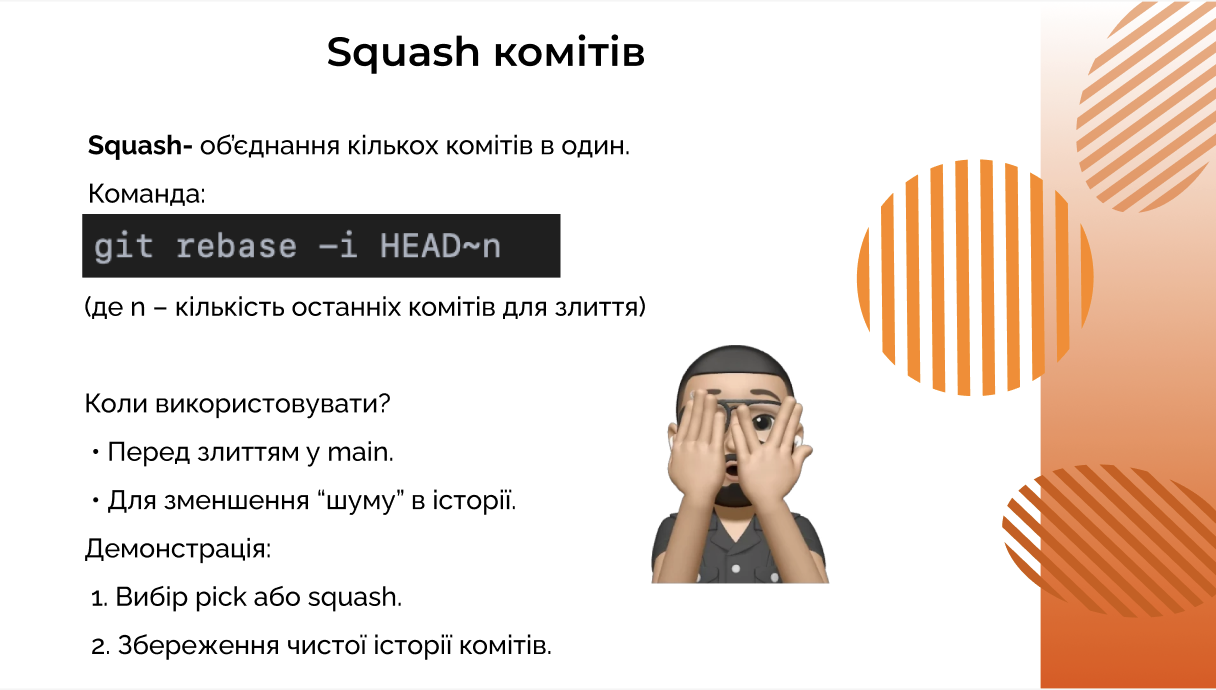 Squash комітів
Squash- об’єднання кількох комітів в один.
Команда:
git rebase –i HEAD~n
(де n – кількість останніх комітів для злиття)
Коли використовувати?
• Перед злиттям у main.
• Для зменшення “шуму” в історії.
Демонстрація:
1. Вибір pick або squash.
2. Збереження чистої історії комітів.